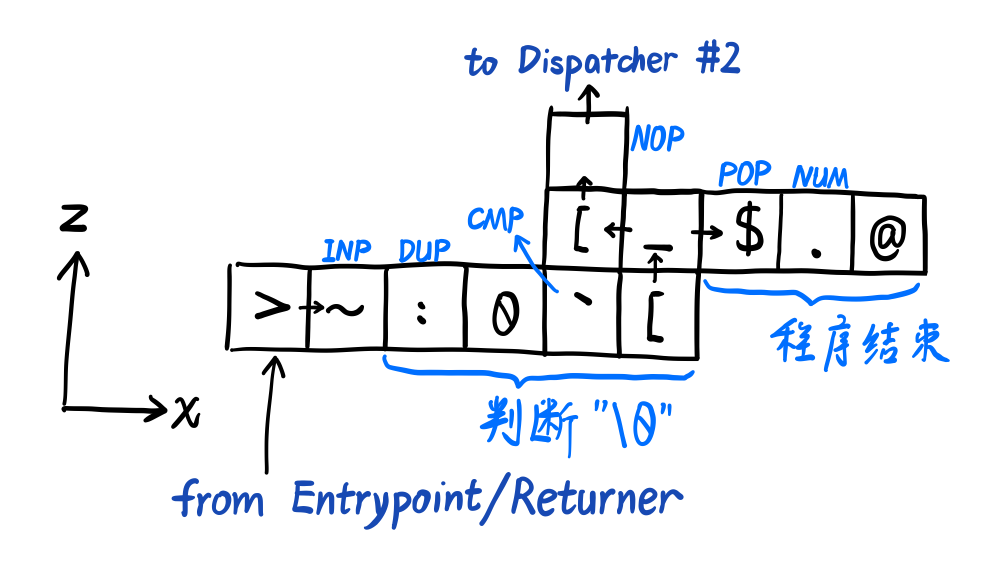 to Dispatcher #2
NOP
POP NUM
CMP
[ _ $ . @
z
INP DUP
> ~ : 0 ` [
程序结束
x
判断"\0"
from Entrypoint/Returner